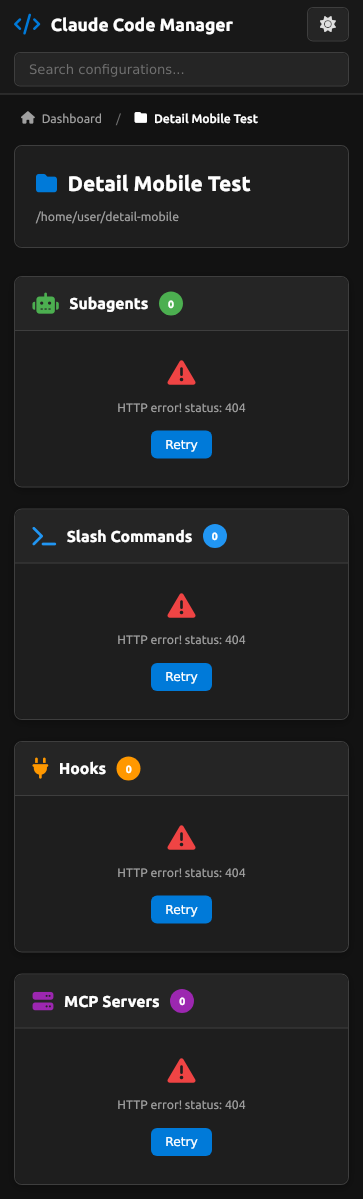 </> Claude Code Manager
Search configurations...
Dashboard / Detail Mobile Test
Detail Mobile Test
/home/user/detail-mobile
Subagents 0
HTTP error! status: 404
Retry
Slash Commands 0
HTTP error! status: 404
Retry
Hooks 0
HTTP error! status: 404
Retry
MCP Servers 0
HTTP error! status: 404
Retry